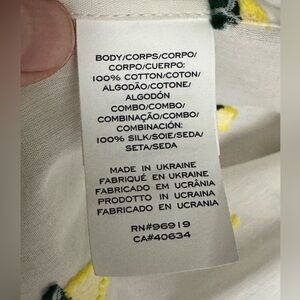 BODY/CORPS/CORPO/
CORPO/CUERPO:
100% COTTON/COTON/
ALGODÃO/COTONE/
ALGODÓN
COMBO/COMBO/
COMBINAÇÃO/COMBO/
COMBINACIÓN:
100% SILK/SOIE/SEDA/
SETA/SEDA
MADE IN UKRAINE
FABRIQUÉ EN UKRAINE
FABRICADO EM UCRÂNIA
PRODOTTO IN UCRAINA
FABRICADO EN UCRANIA
RN#96919
CA#40634